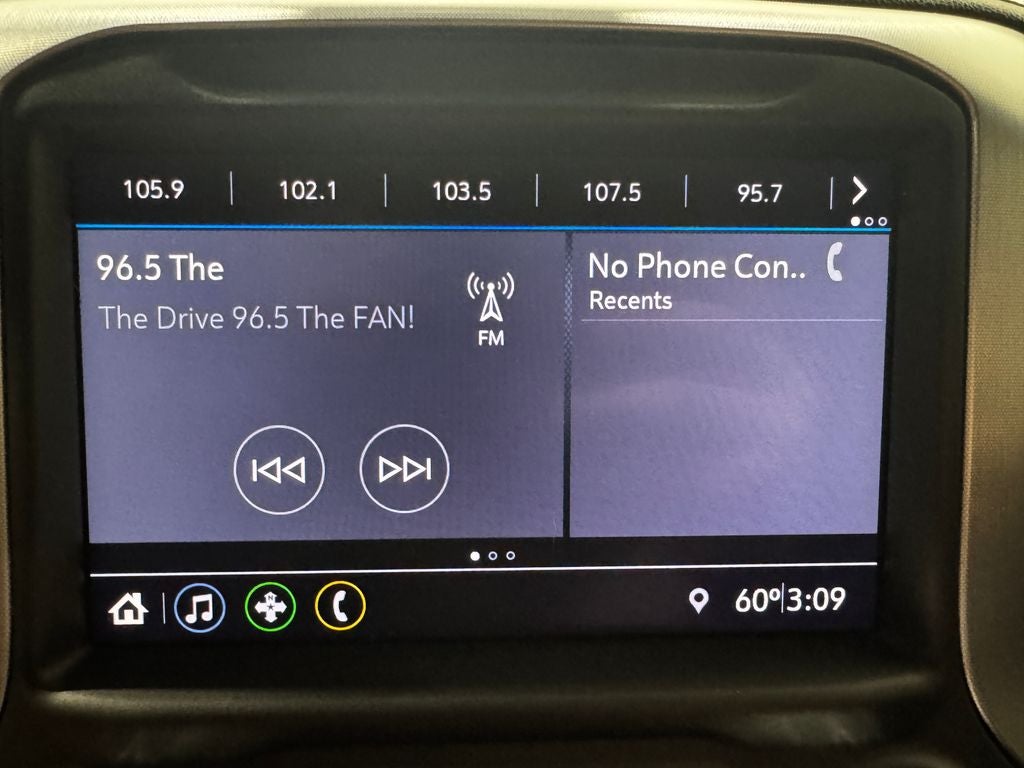 105.9 102.1 103.5 107.5 95.7
96.5 The
The Drive 96.5 The FAN!
FM
No Phone Con..
Recents
N
60° 3:09